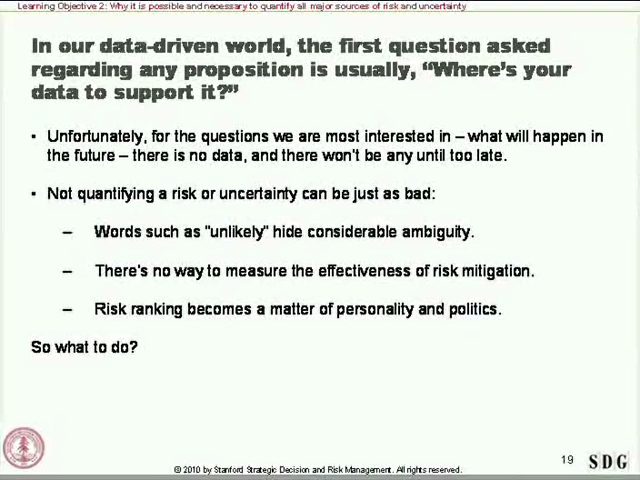 Learning Objective 2: Why it is possible and necessary to quantify all major sources of risk and uncertainty
In our data-driven world, the first question asked
regarding any proposition is usually, “Where’s your
data to support it?”
• Unfortunately, for the questions we are most interested in – what will happen in
the future – there is no data, and there won't be any until too late.
• Not quantifying a risk or uncertainty can be just as bad:
– Words such as "unlikely" hide considerable ambiguity.
– There's no way to measure the effectiveness of risk mitigation.
– Risk ranking becomes a matter of personality and politics.
So what to do?
19 SDG
© 2010 by Stanford Strategic Decision and Risk Management. All rights reserved.